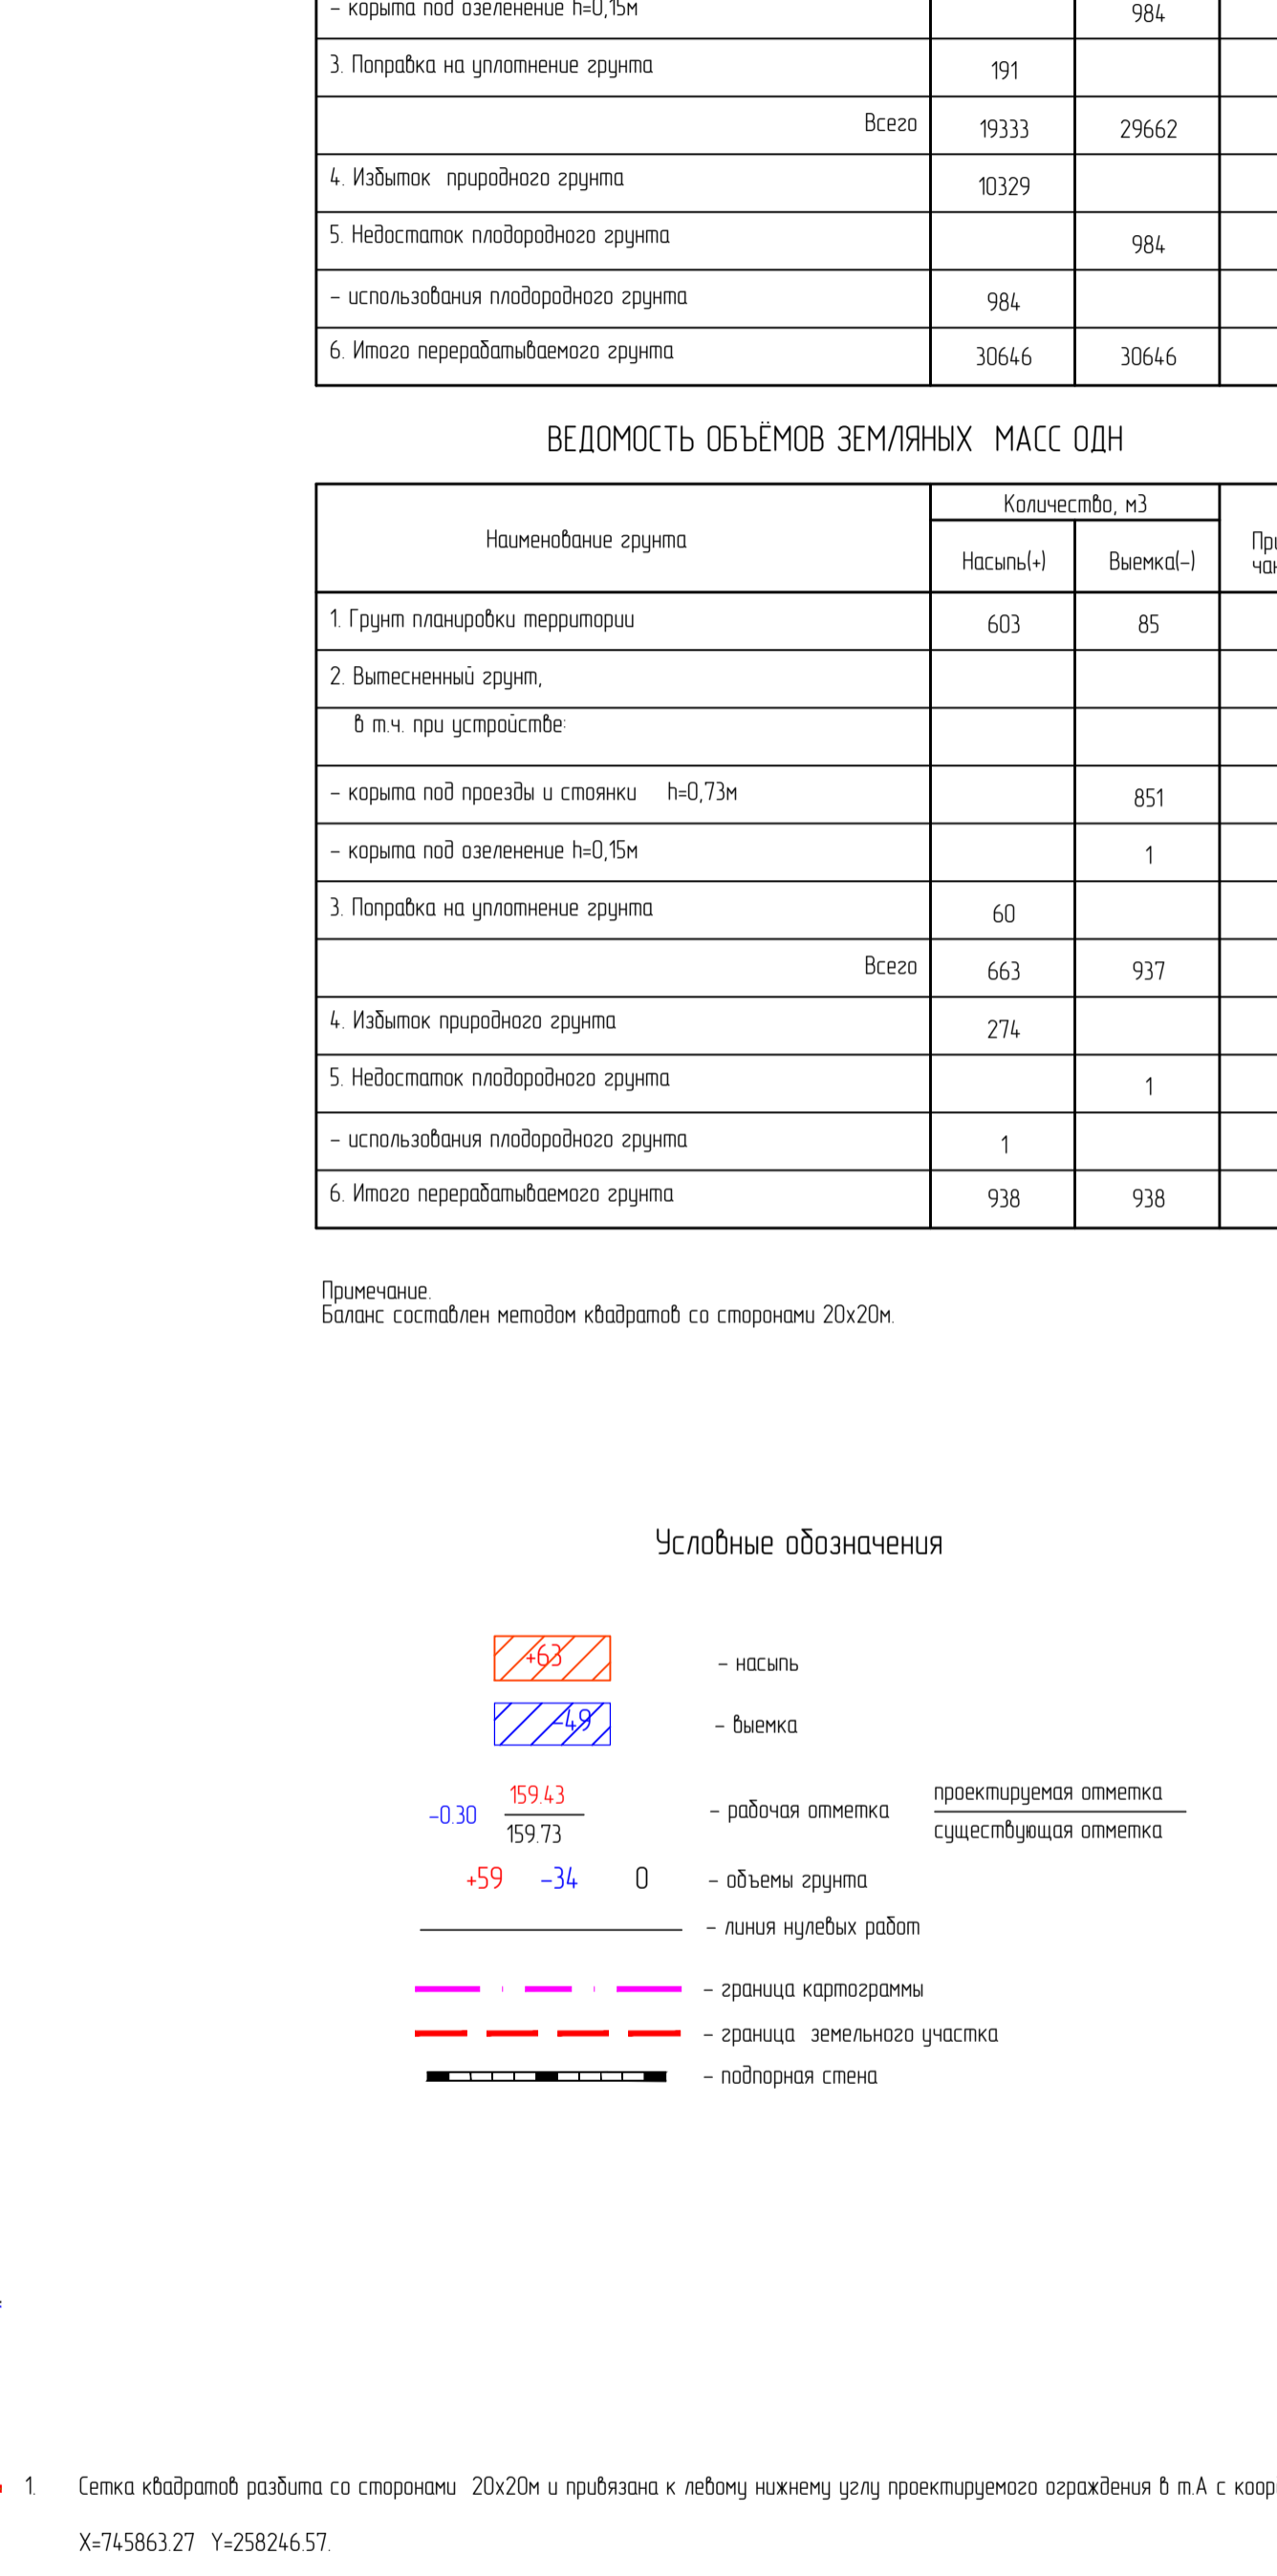 – корыта под озеленение h=0,15м 984
3. Поправка на уплотнение грунта 191
Всего 19333 29662
4. Избыток природного грунта 10329
5. Недостаток плодородного грунта 984
– использования плодородного грунта 984
6. Итого перерабатываемого грунта 30646 30646
ВЕДОМОСТЬ ОБЪЁМОВ ЗЕМЛЯНЫХ МАСС ОДН
Наименование грунта
Количество, м3
Насыпь(+) Выемка(–)
1. Грунт планировки территории 603 85
2. Вытесненный грунт,
в т.ч. при устройстве:
– корыта под проезды и стоянки h=0,73м 851
– корыта под озеленение h=0,15м 1
3. Поправка на уплотнение грунта 60
Всего 663 937
4. Избыток природного грунта 274
5. Недостаток плодородного грунта 1
– использования плодородного грунта 1
6. Итого перерабатываемого грунта 938 938
Примечание.
Баланс составлен методом квадратов со сторонами 20х20м.
Условные обозначения
+63 – насыпь
–49 – выемка
–0.30 159.43 159.73 – рабочая отметка проектируемая отметка
существующая отметка
+59 –34 0 – объемы грунта
– линия нулевых работ
– граница картограммы
– граница земельного участка
– подпорная стена
1. Сетка квадратов разбита со сторонами 20х20м и привязана к левому нижнему углу проектируемого ограждения в т.А с
X=745863.27 Y=258246.57.